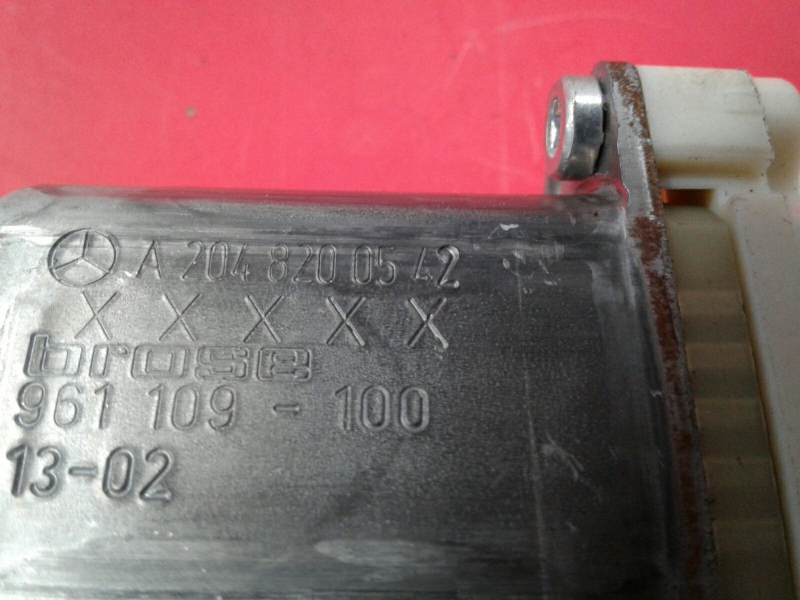 A 204 820 05 42
X X X X X
brose
961 109 - 100
13-02